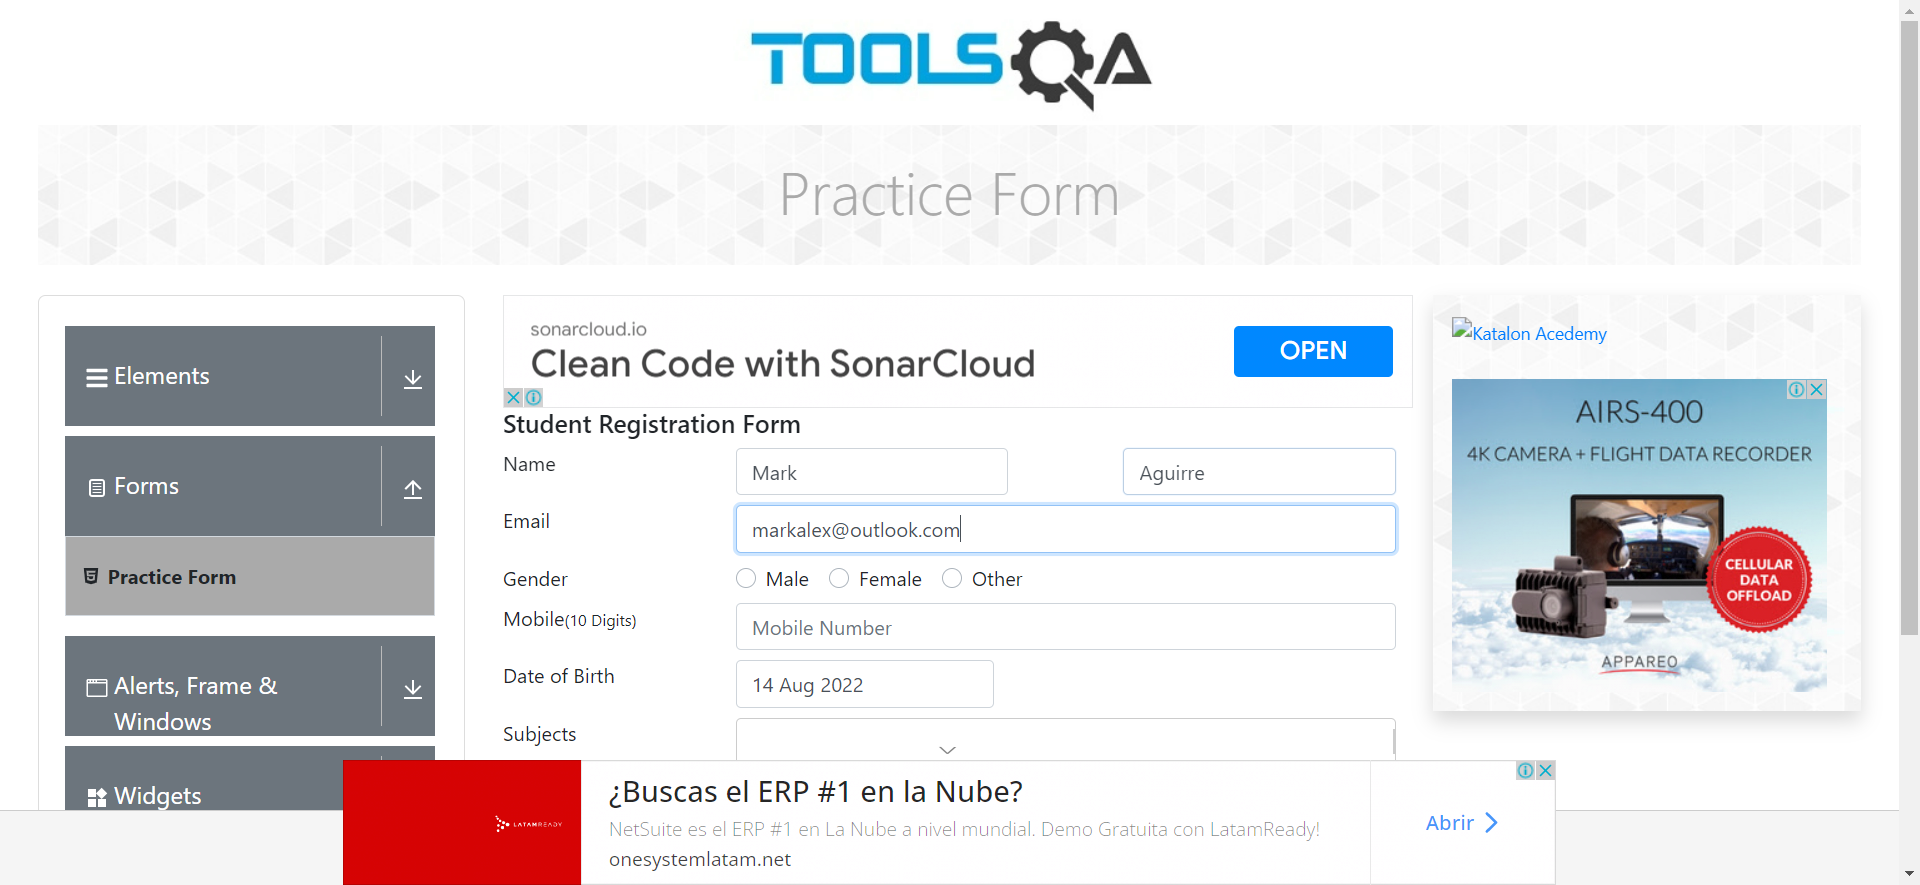 TOOLSQA
Practice Form
Elements
Forms
Practice Form
Alerts, Frame &
Windows
Widgets
sonarcloud.io
Clean Code with SonarCloud
OPEN
Student Registration Form
Name
Mark
Aguirre
Email
markalex@outlook.com
Gender
Male
Female
Other
Mobile(10 Digits)
Mobile Number
Date of Birth
14 Aug 2022
Subjects
Katalon Acedemy
AIRS-400
4K CAMERA + FLIGHT DATA RECORDER
CELLULAR
DATA
OFFLOAD
APPAREO
LATAMREADY
¿Buscas el ERP #1 en la Nube?
NetSuite es el ERP #1 en La Nube a nivel mundial. Demo Gratuita con LatamReady!
onesystemlatam.net
Abrir